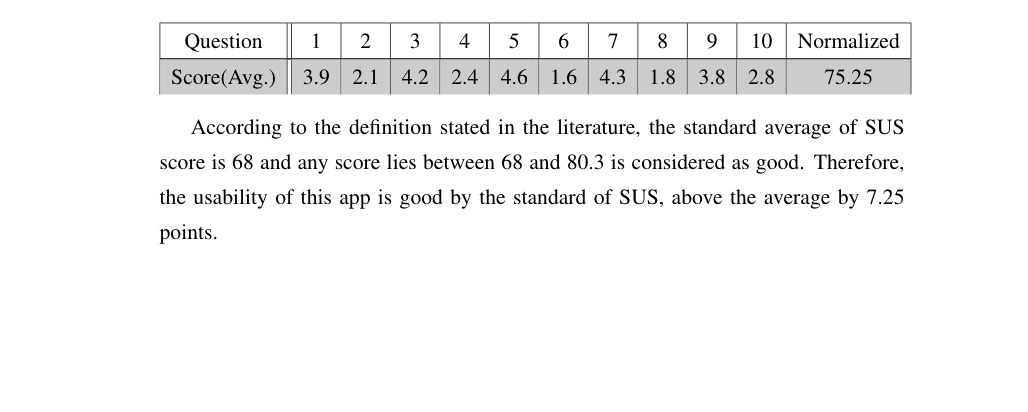 Question 1 2 3 4 5 6 7 8 9 10 Normalized
Score(Avg.) 3.9 2.1 4.2 2.4 4.6 1.6 4.3 1.8 3.8 2.8 75.25
According to the definition stated in the literature, the standard average of SUS
score is 68 and any score lies between 68 and 80.3 is considered as good. Therefore,
the usability of this app is good by the standard of SUS, above the average by 7.25
points.